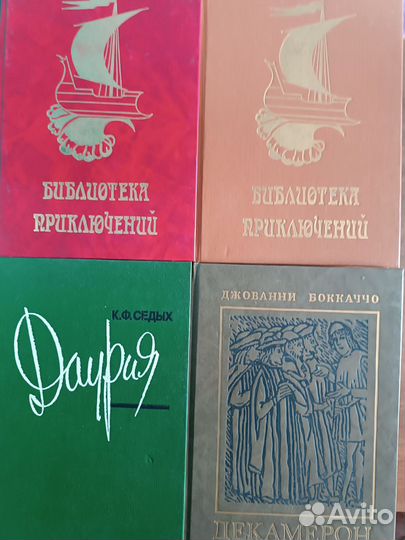 БИБЛИОТЕКА
ПРИКЛЮЧЕНИЙ
БИБЛИОТЕКА
ПРИКЛЮЧЕНИЙ
К.Ф.СЕДЫХ
Даурия
ДЖОВАННИ БОККАЧЧО
ДЕКАМЕРОН
Avito